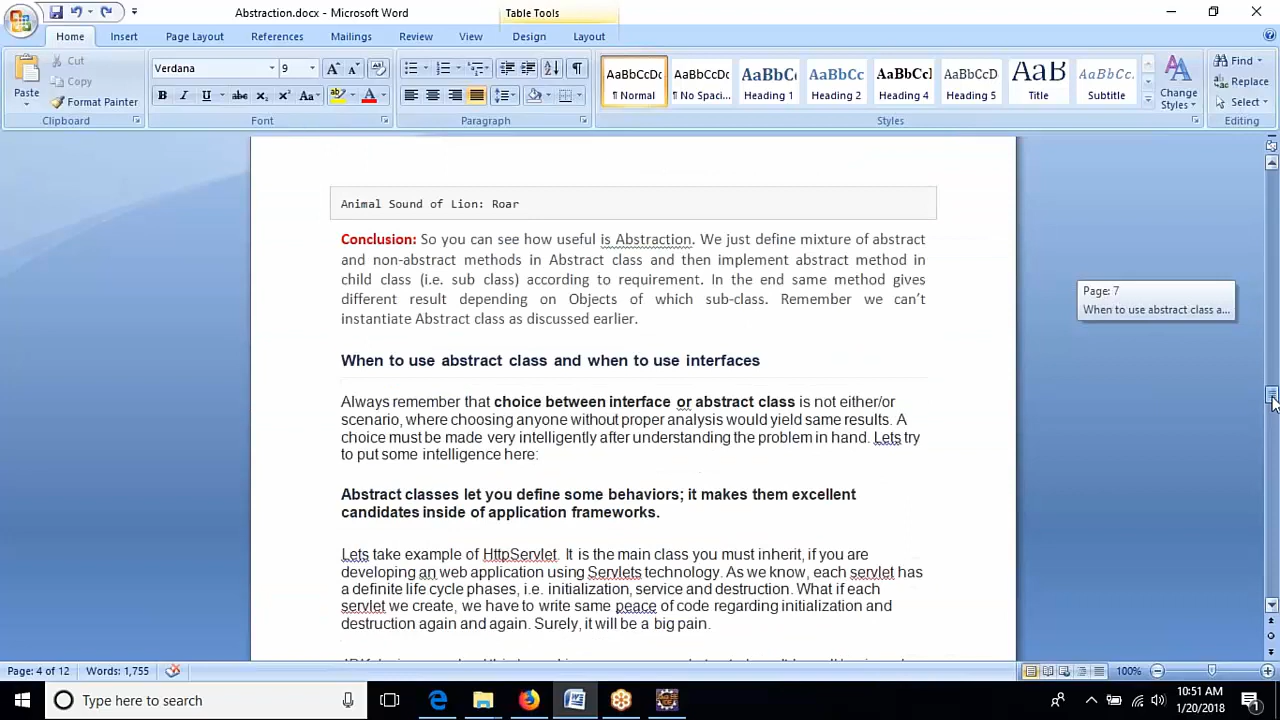 Abstraction.docx - Microsoft Word
Table Tools
Home Insert Page Layout References Mailings Review View Design Layout
Paste
Cut
Copy
Format Painter
Clipboard
Verdana 9
Font
Paragraph
AaBbCcDc ¶ Normal
AaBbCcDc ¶ No Spaci...
AaBbC Heading 1
AaBbCc Heading 2
AaBbCc Heading 4
AaBbCcD Heading 5
AaB Title
AaBbCc. Subtitle
Change Styles
Styles
Find
Replace
Select
Editing
Animal Sound of Lion: Roar
Conclusion: So you can see how useful is Abstraction. We just define mixture of abstract
and non-abstract methods in Abstract class and then implement abstract method in
child class (i.e. sub class) according to requirement. In the end same method gives
different result depending on Objects of which sub-class. Remember we can’t
instantiate Abstract class as discussed earlier.
Page: 7
When to use abstract class a...
When to use abstract class and when to use interfaces
Always remember that choice between interface or abstract class is not either/or
scenario, where choosing anyone without proper analysis would yield same results. A
choice must be made very intelligently after understanding the problem in hand. Lets try
to put some intelligence here:
Abstract classes let you define some behaviors; it makes them excellent
candidates inside of application frameworks.
Lets take example of HttpServlet. It is the main class you must inherit, if you are
developing an web application using Servlets technology. As we know, each servlet has
a definite life cycle phases, i.e. initialization, service and destruction. What if each
servlet we create, we have to write same peace of code regarding initialization and
destruction again and again. Surely, it will be a big pain.
Page: 4 of 12 Words: 1,755 100%
Type here to search
10:51 AM
1/20/2018